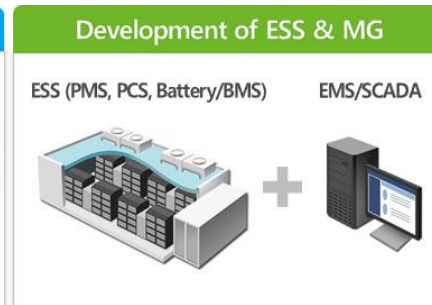 Development of ESS & MG
ESS (PMS, PCS, Battery/BMS)
EMS/SCADA